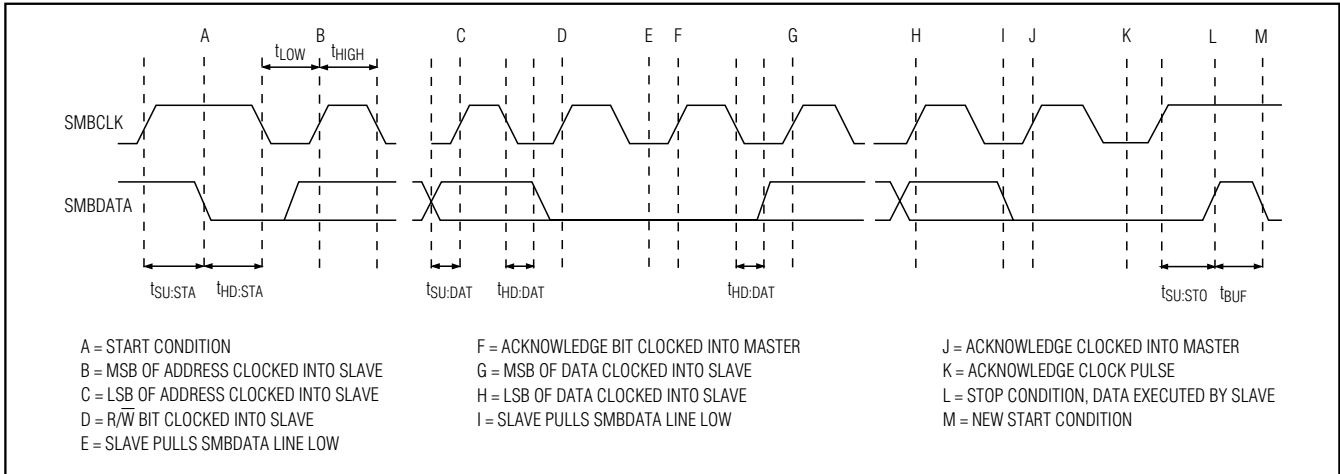 A B C D E F G H I J K L M
tLOW tHIGH
SMBCLK
SMBDATA
tSU:STA tHD:STA tSU:DAT tHD:DAT tHD:DAT tSU:STO tBUF
A = START CONDITION
B = MSB OF ADDRESS CLOCKED INTO SLAVE
C = LSB OF ADDRESS CLOCKED INTO SLAVE
D = R/W̅ BIT CLOCKED INTO SLAVE
E = SLAVE PULLS SMBDATA LINE LOW
F = ACKNOWLEDGE BIT CLOCKED INTO MASTER
G = MSB OF DATA CLOCKED INTO SLAVE
H = LSB OF DATA CLOCKED INTO SLAVE
I = SLAVE PULLS SMBDATA LINE LOW
J = ACKNOWLEDGE CLOCKED INTO MASTER
K = ACKNOWLEDGE CLOCK PULSE
L = STOP CONDITION, DATA EXECUTED BY SLAVE
M = NEW START CONDITION